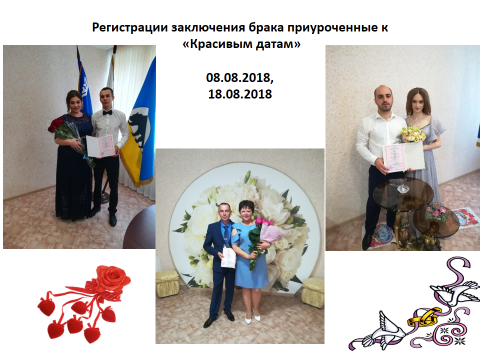 Регистрации заключения брака приуроченные к
«Красивым датам»
08.08.2018,
18.08.2018